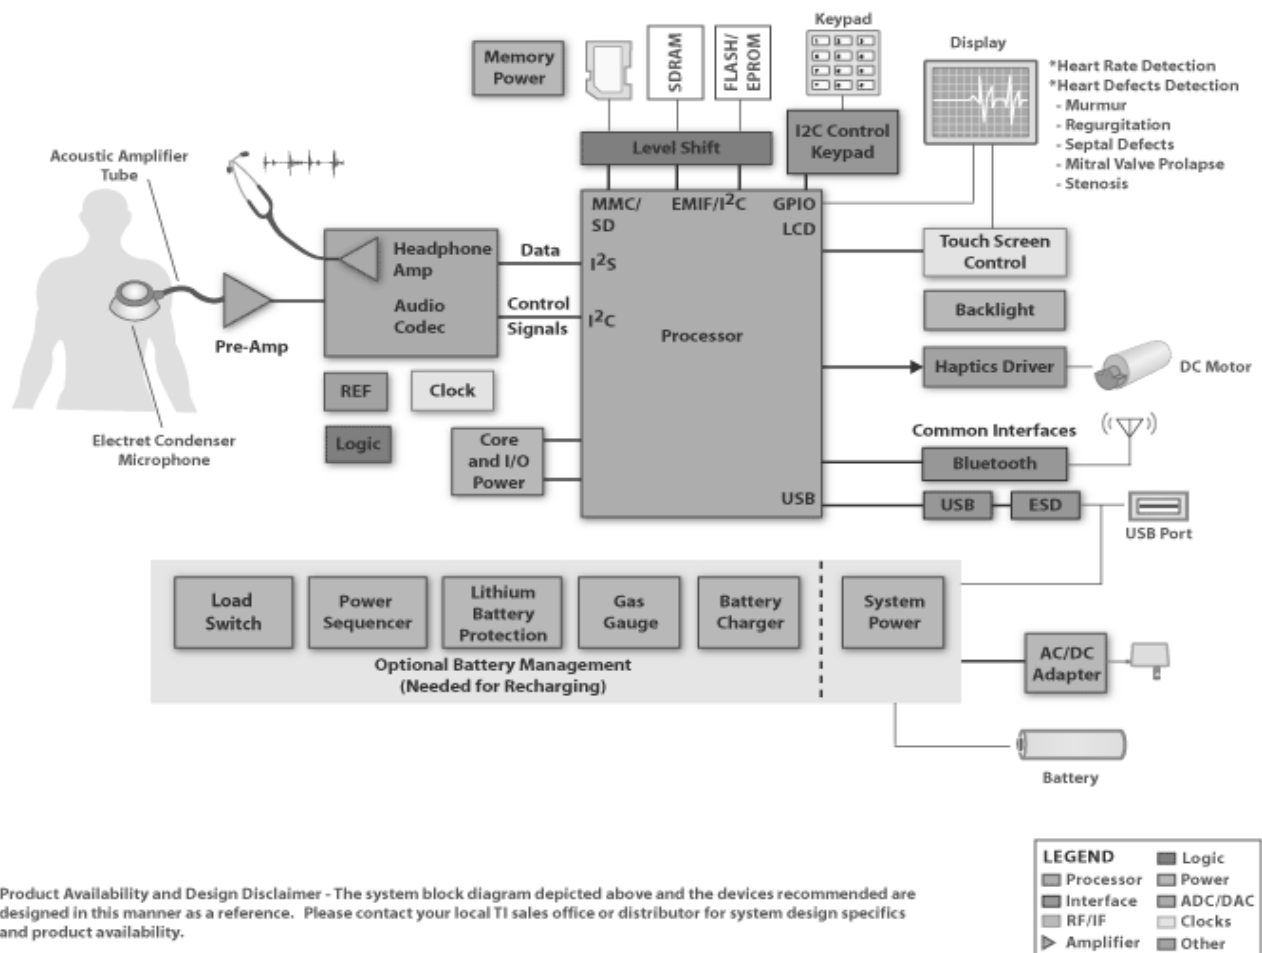 Keypad
Display
Memory
Power
SDRAM
FLASH/
EPROM
*Heart Rate Detection
*Heart Defects Detection
- Murmur
- Regurgitation
- Septal Defects
- Mitral Valve Prolapse
- Stenosis
Level Shift
I2C Control
Keypad
Acoustic Amplifier
Tube
MMC/
SD
EMIF/I2C
GPIO
LCD
Headphone
Amp
Audio
Codec
Data
I2S
Control
Signals
I2C
Processor
Touch Screen
Control
Backlight
Pre-Amp
Haptics Driver
DC Motor
REF
Clock
Logic
Electret Condenser
Microphone
Core
and I/O
Power
Common Interfaces
Bluetooth
USB
USB
ESD
USB Port
Load
Switch
Power
Sequencer
Lithium
Battery
Protection
Gas
Gauge
Battery
Charger
System
Power
Optional Battery Management
(Needed for Recharging)
AC/DC
Adapter
Battery
LEGEND
Logic
Processor
Power
Interface
ADC/DAC
RF/IF
Clocks
Amplifier
Other
Product Availability and Design Disclaimer - The system block diagram depicted above and the devices recommended are
designed in this manner as a reference. Please contact your local TI sales office or distributor for system design specifics
and product availability.